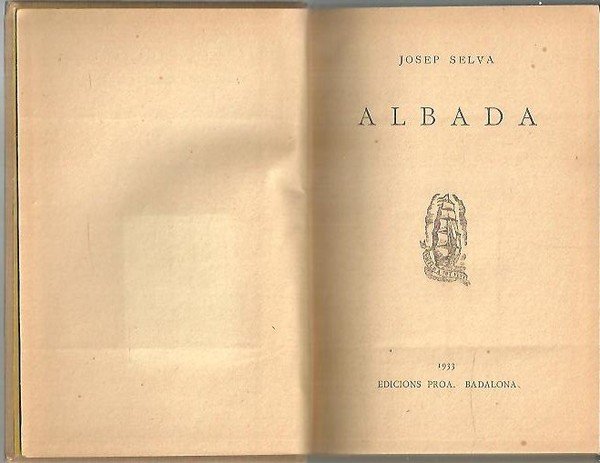 JOSEP SELVA
ALBADA
1933
EDICIONS PROA. BADALONA.